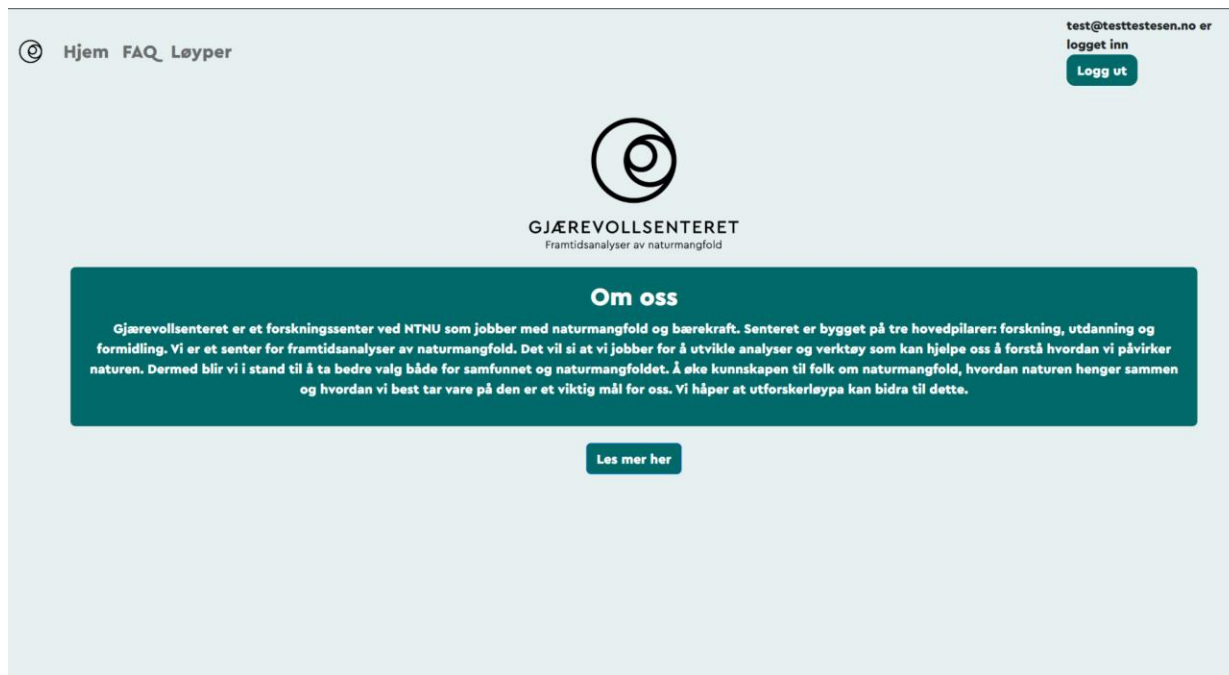 Hjem FAQ Løyper
test@testtestesen.no er
logget inn
Logg ut
GJÆREVOLLSENTERET
Framtidsanalyser av naturmangfold
Om oss
Gjærevollsenteret er et forskningssenter ved NTNU som jobber med naturmangfold og bærekraft. Senteret er bygget på tre hovedpilarer: forskning, utdanning og
formidling. Vi er et senter for framtidsanalyser av naturmangfold. Det vil si at vi jobber for å utvikle analyser og verktøy som kan hjelpe oss å forstå hvordan vi påvirker
naturen. Dermed blir vi i stand til å ta bedre valg både for samfunnet og naturmangfoldet. Å øke kunnskapen til folk om naturmangfold, hvordan naturen henger sammen
og hvordan vi best tar vare på den er et viktig mål for oss. Vi håper at utforskerløypa kan bidra til dette.
Les mer her